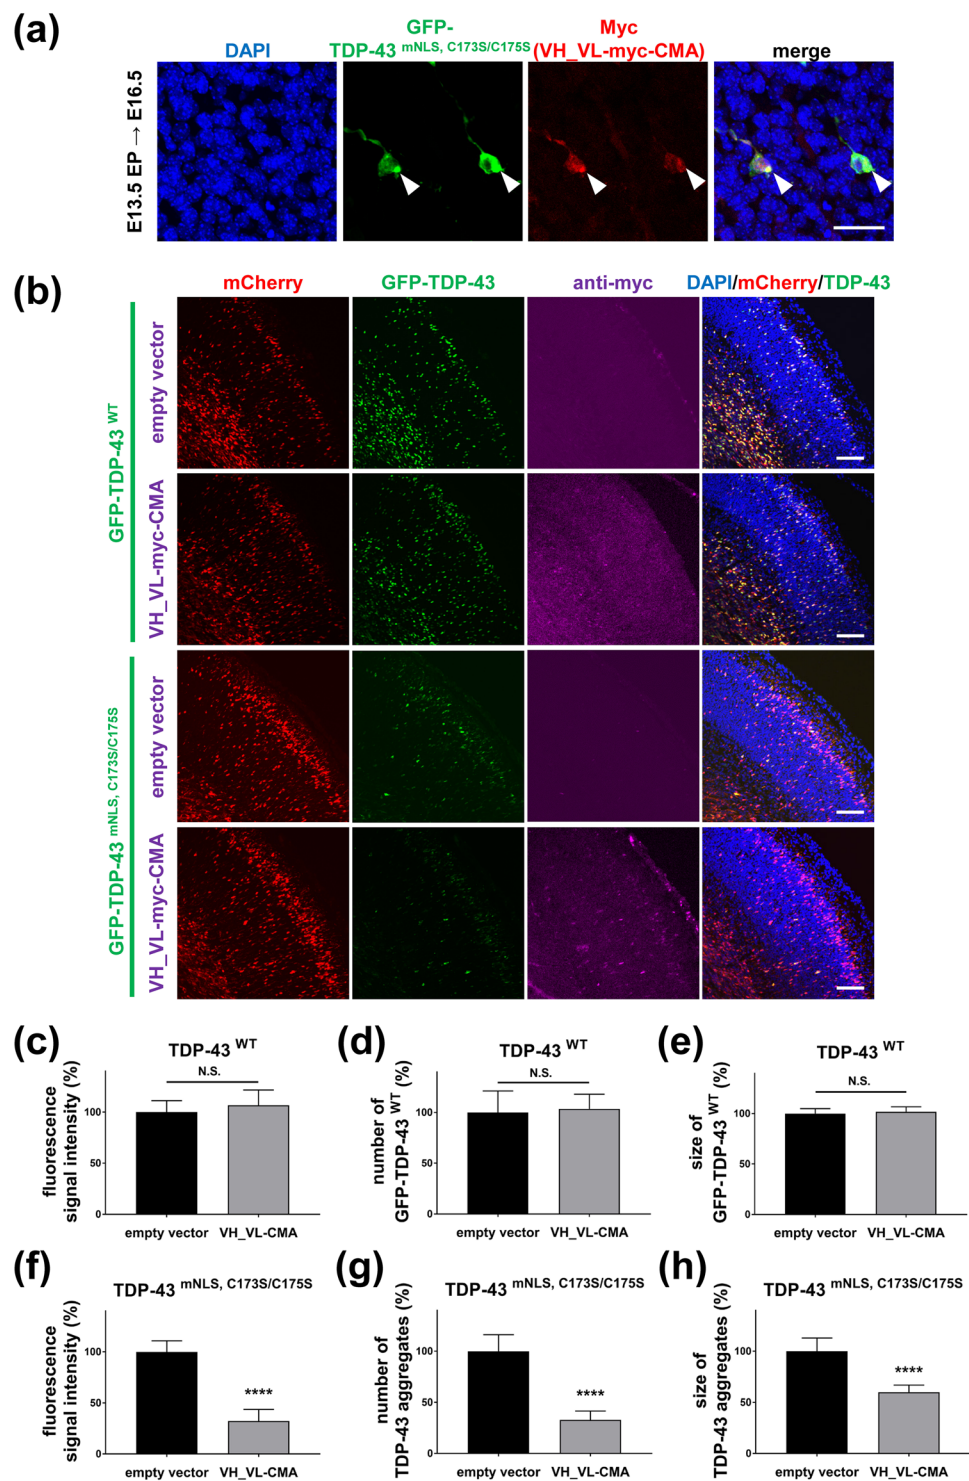 (a)
DAPI
GFP-
TDP-43 mNLS, C173S/C175S
Myc
(VH_VL-myc-CMA)
merge
E13.5 EP → E16.5
(b)
mCherry
GFP-TDP-43
anti-myc
DAPI/mCherry/TDP-43
GFP-TDP-43 WT
empty vector
VH_VL-myc-CMA
GFP-TDP-43 mNLS, C173S/C175S
empty vector
VH_VL-myc-CMA
(c)
TDP-43 WT
N.S.
fluorescence
signal intensity (%)
100
50
0
empty vector
VH_VL-CMA
(d)
TDP-43 WT
N.S.
number of
GFP-TDP-43 WT (%)
100
50
0
empty vector
VH_VL-CMA
(e)
TDP-43 WT
N.S.
size of
GFP-TDP-43 WT (%)
100
50
0
empty vector
VH_VL-CMA
(f)
TDP-43 mNLS, C173S/C175S
fluorescence
signal intensity (%)
100
50
0
****
empty vector
VH_VL-CMA
(g)
TDP-43 mNLS, C173S/C175S
number of
TDP-43 aggregates (%)
100
50
0
****
empty vector
VH_VL-CMA
(h)
TDP-43 mNLS, C173S/C175S
size of
TDP-43 aggregates (%)
100
50
0
****
empty vector
VH_VL-CMA